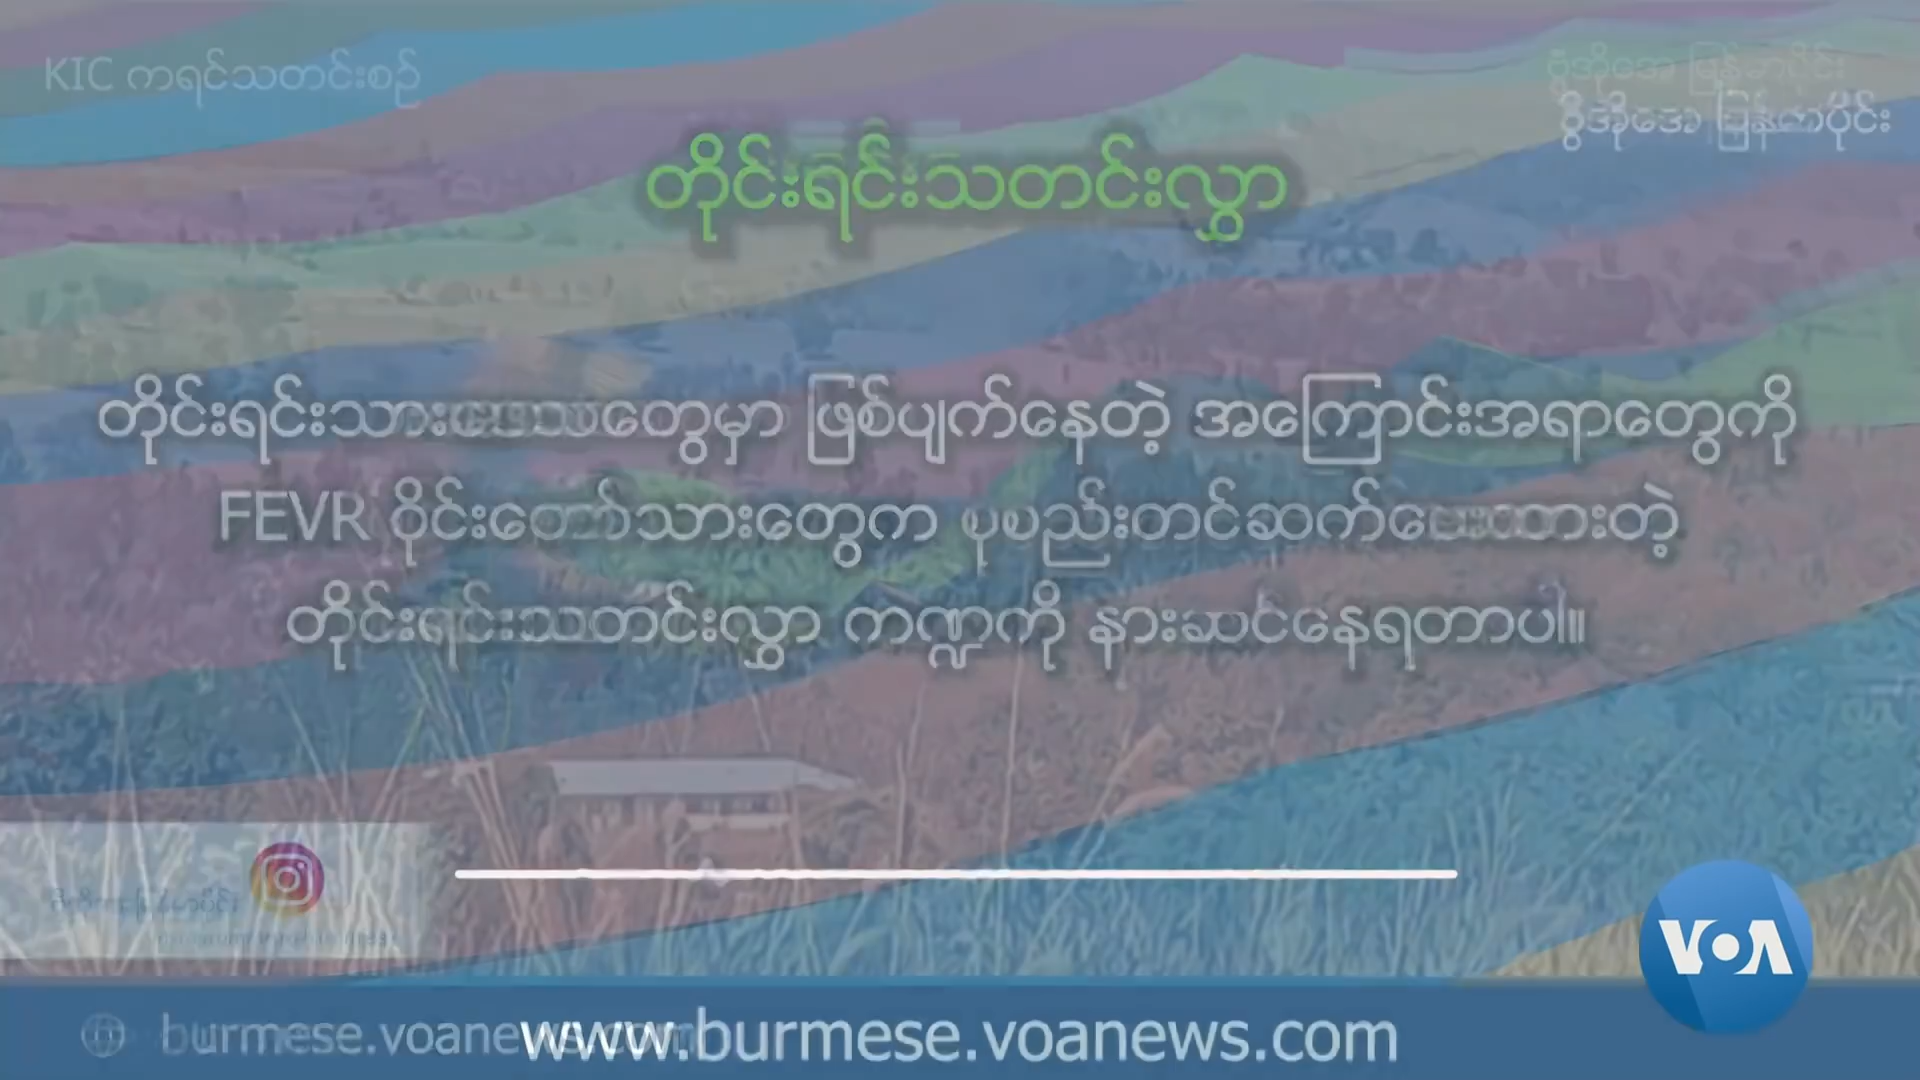 KIC ကရင်သတင်းစဉ်
ဗွီအိုအေ မြန်မာပိုင်း
ဗွီအိုအေ မြန်မာပိုင်း
တိုင်းရင်းသတင်းလွှာ
တိုင်းရင်းသားဒေသတွေမှာ ဖြစ်ပျက်နေတဲ့ အကြောင်းအရာတွေကို
FEVR ဝိုင်းတော်သားတွေက စုစည်းတင်ဆက်ပေးထားတဲ့
တိုင်းရင်းသတင်းလွှာ ကဏ္ဍကို နားဆင်နေရတာပါ။
VOA
burmese.voanews.com
www.burmese.voanews.com